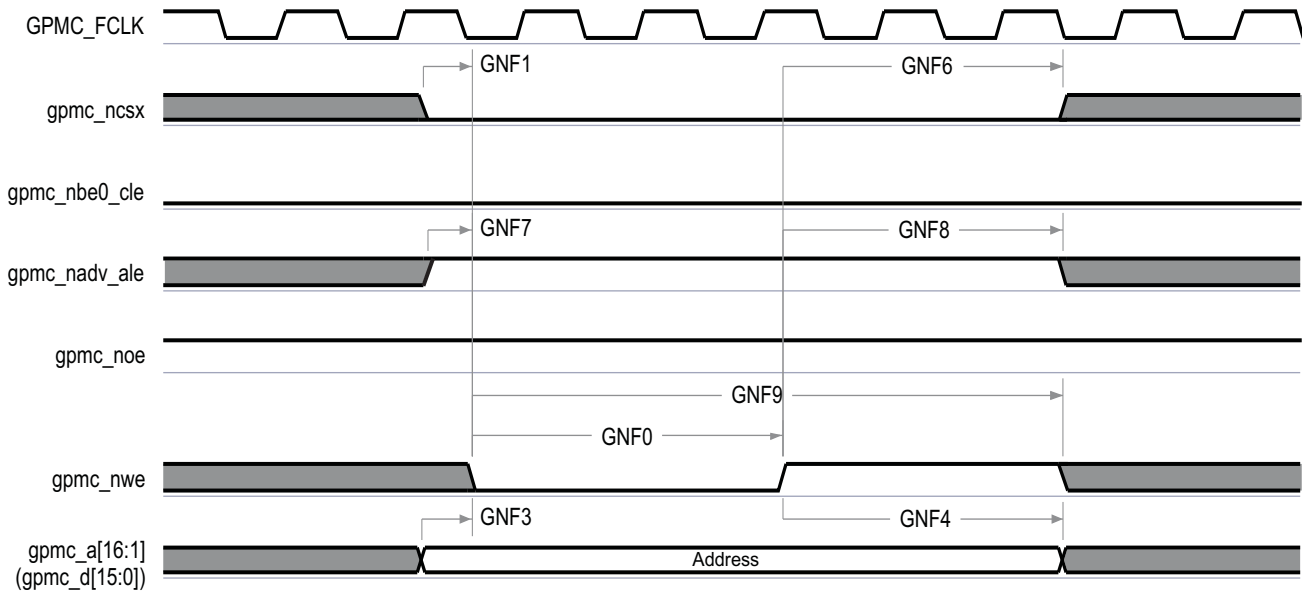 GPMC_FCLK
GNF1
GNF6
gpmc_ncsx
gpmc_nbe0_cle
GNF7
GNF8
gpmc_nadv_ale
gpmc_noe
GNF9
GNF0
gpmc_nwe
GNF3
GNF4
gpmc_a[16:1]
(gpmc_d[15:0])
Address